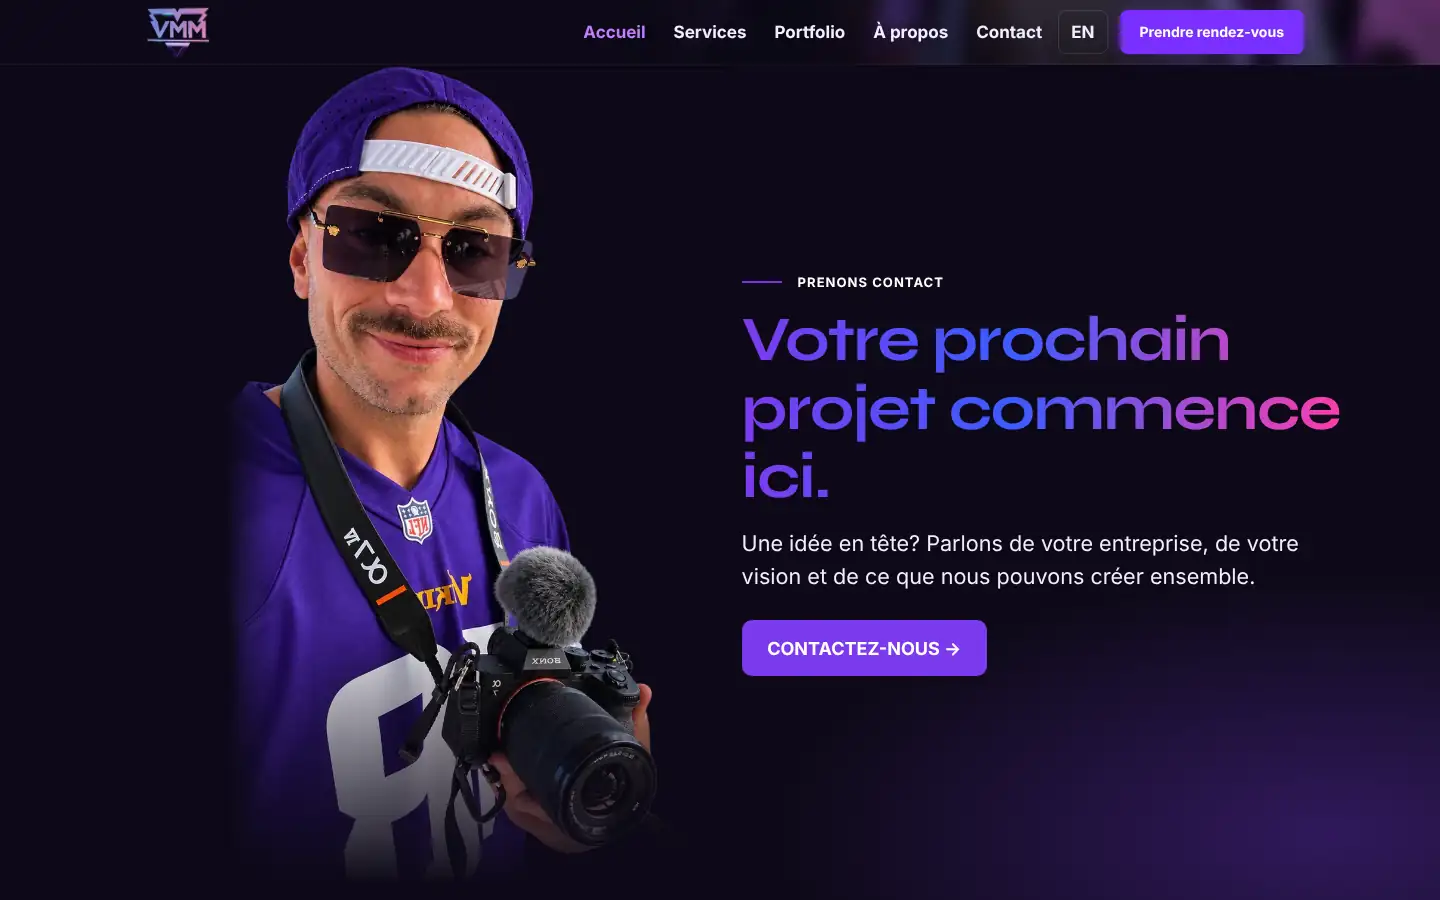 VMM
Accueil Services Portfolio À propos Contact EN Prendre rendez-vous
PRENONS CONTACT
Votre prochain
projet commence
ici.
Une idée en tête? Parlons de votre entreprise, de votre
vision et de ce que nous pouvons créer ensemble.
CONTACTEZ-NOUS →
NFL